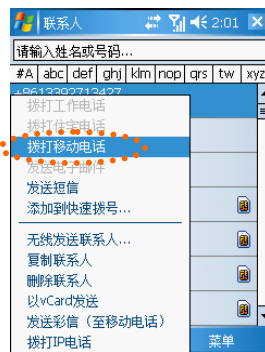 联系人 2:01
请输入姓名或号码...
#A abc def ghj klm nop qrs tw xyz
+8613392713427
拨打工作电话
拨打住宅电话
拨打移动电话
发送电子邮件
发送短信
添加到快速拨号...
无线发送联系人...
复制联系人
删除联系人
以vCard发送
发送彩信（至移动电话）
拨打IP电话
菜单